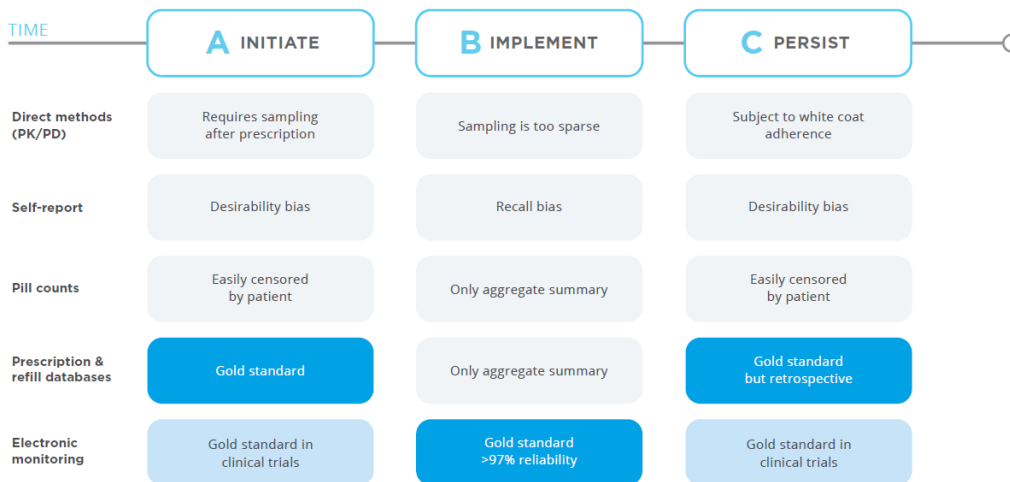 TIME
A INITIATE
B IMPLEMENT
C PERSIST
Direct methods
(PK/PD)
Requires sampling
after prescription
Sampling is too sparse
Subject to white coat
adherence
Self-report
Desirability bias
Recall bias
Desirability bias
Pill counts
Easily censored
by patient
Only aggregate summary
Easily censored
by patient
Prescription &
refill databases
Gold standard
Only aggregate summary
Gold standard
but retrospective
Electronic
monitoring
Gold standard in
clinical trials
Gold standard
>97% reliability
Gold standard in
clinical trials